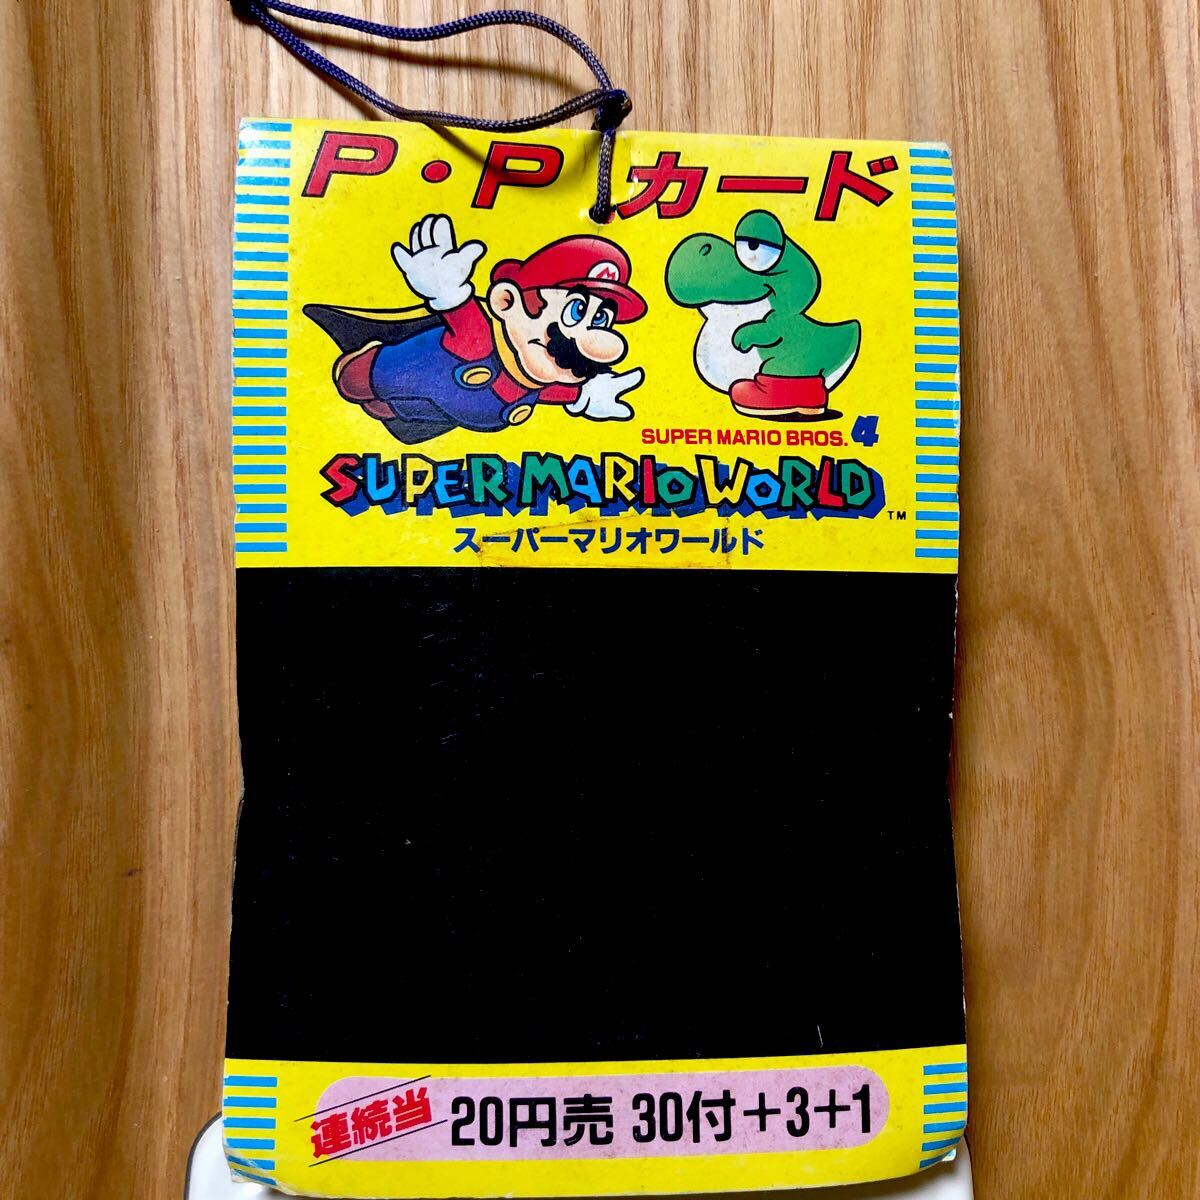 P・P カード
M
SUPER MARIO BROS. 4
SUPER MARIO WORLD TM
スーパーマリオワールド
連続当 20円売 30付+3+1